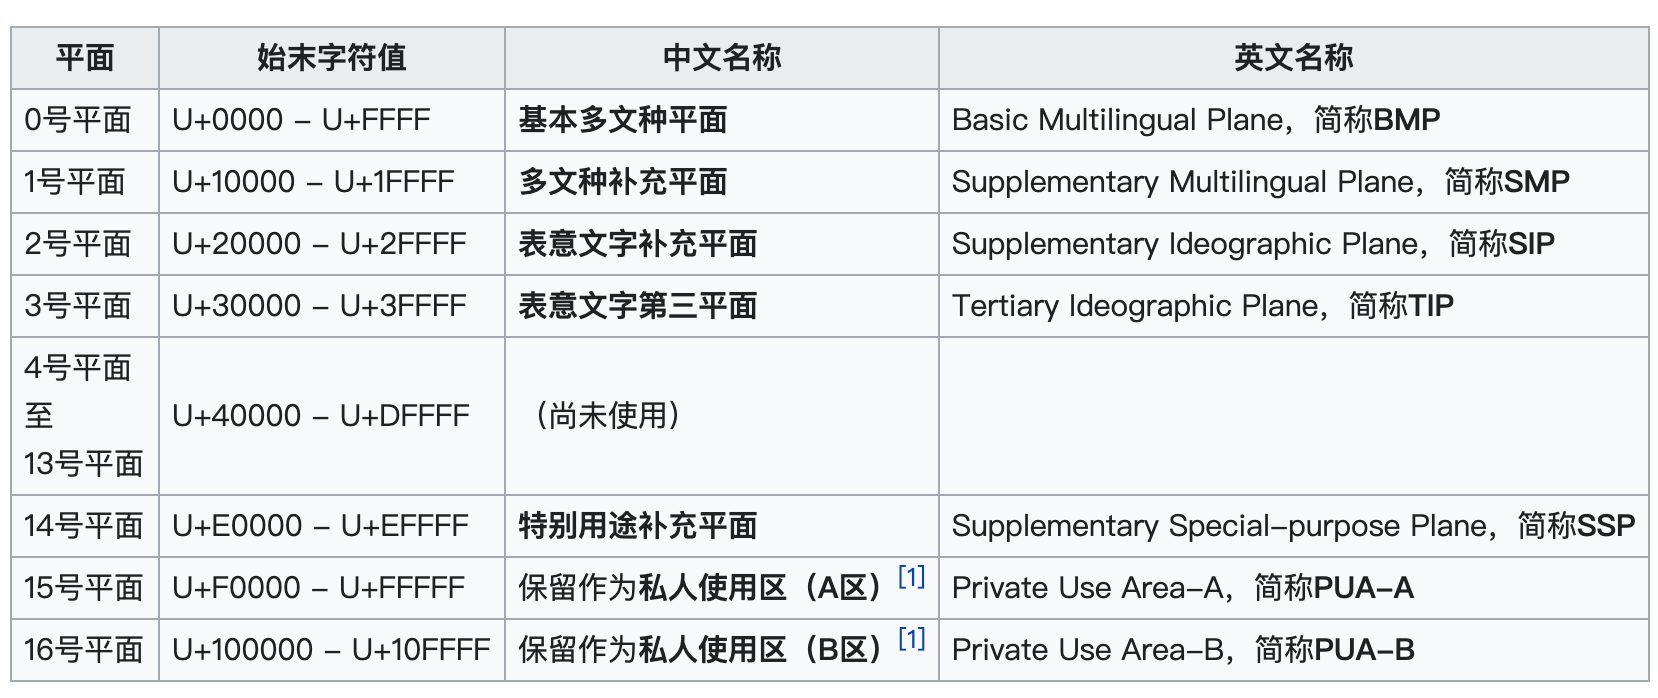 平面 始末字符值 中文名称 英文名称
0号平面 U+0000 – U+FFFF 基本多文种平面 Basic Multilingual Plane，简称BMP
1号平面 U+10000 – U+1FFFF 多文种补充平面 Supplementary Multilingual Plane，简称SMP
2号平面 U+20000 – U+2FFFF 表意文字补充平面 Supplementary Ideographic Plane，简称SIP
3号平面 U+30000 – U+3FFFF 表意文字第三平面 Tertiary Ideographic Plane，简称TIP
4号平面
至
13号平面 U+40000 – U+DFFFF （尚未使用）
14号平面 U+E0000 – U+EFFFF 特别用途补充平面 Supplementary Special-purpose Plane，简称SSP
15号平面 U+F0000 – U+FFFFF 保留作为私人使用区（A区）[1] Private Use Area-A，简称PUA-A
16号平面 U+100000 – U+10FFFF 保留作为私人使用区（B区）[1] Private Use Area-B，简称PUA-B